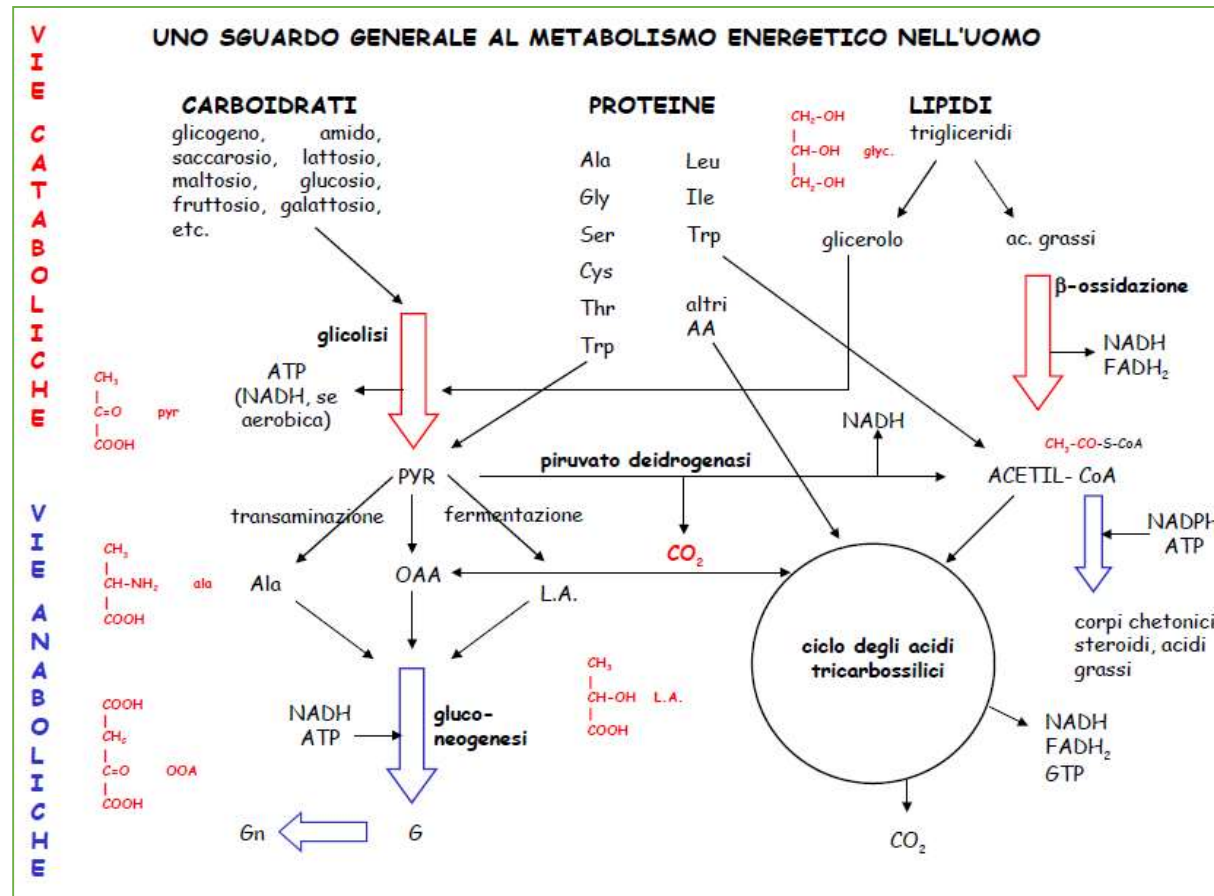 VIE CATABOLICHE
VIE ANABOLICHE
UNO SGUARDO GENERALE AL METABOLISMO ENERGETICO NELL'UOMO
CARBOIDRATI
glicogeno, amido,
saccarosio, lattosio,
maltosio, glucosio,
fruttosio, galattosio,
etc.
PROTEINE
Ala
Gly
Ser
Cys
Thr
Trp
Leu
Ile
Trp
altri
AA
CH₂-OH
|
CH-OH glyc.
|
CH₂-OH
LIPIDI
trigliceridi
glicerolo
ac. grassi
β-ossidazione
NADH
FADH₂
glicolisi
ATP
(NADH, se
aerobica)
CH₃
|
C=O pyr
|
COOH
NADH
CH₃-CO-S-CoA
PYR
piruvato deidrogenasi
ACETIL- CoA
transaminazione
fermentazione
CO₂
NADPH
ATP
CH₃
|
CH-NH₂ ala
|
COOH
Ala
OAA
L.A.
corpi chetonici
steroidi, acidi
grassi
ciclo degli acidi
tricarbossilici
CH₃
|
CH-OH L.A.
|
COOH
COOH
|
CH₂
|
C=O OOA
|
COOH
NADH
ATP
gluco-
neogenesi
NADH
FADH₂
GTP
Gn
G
CO₂